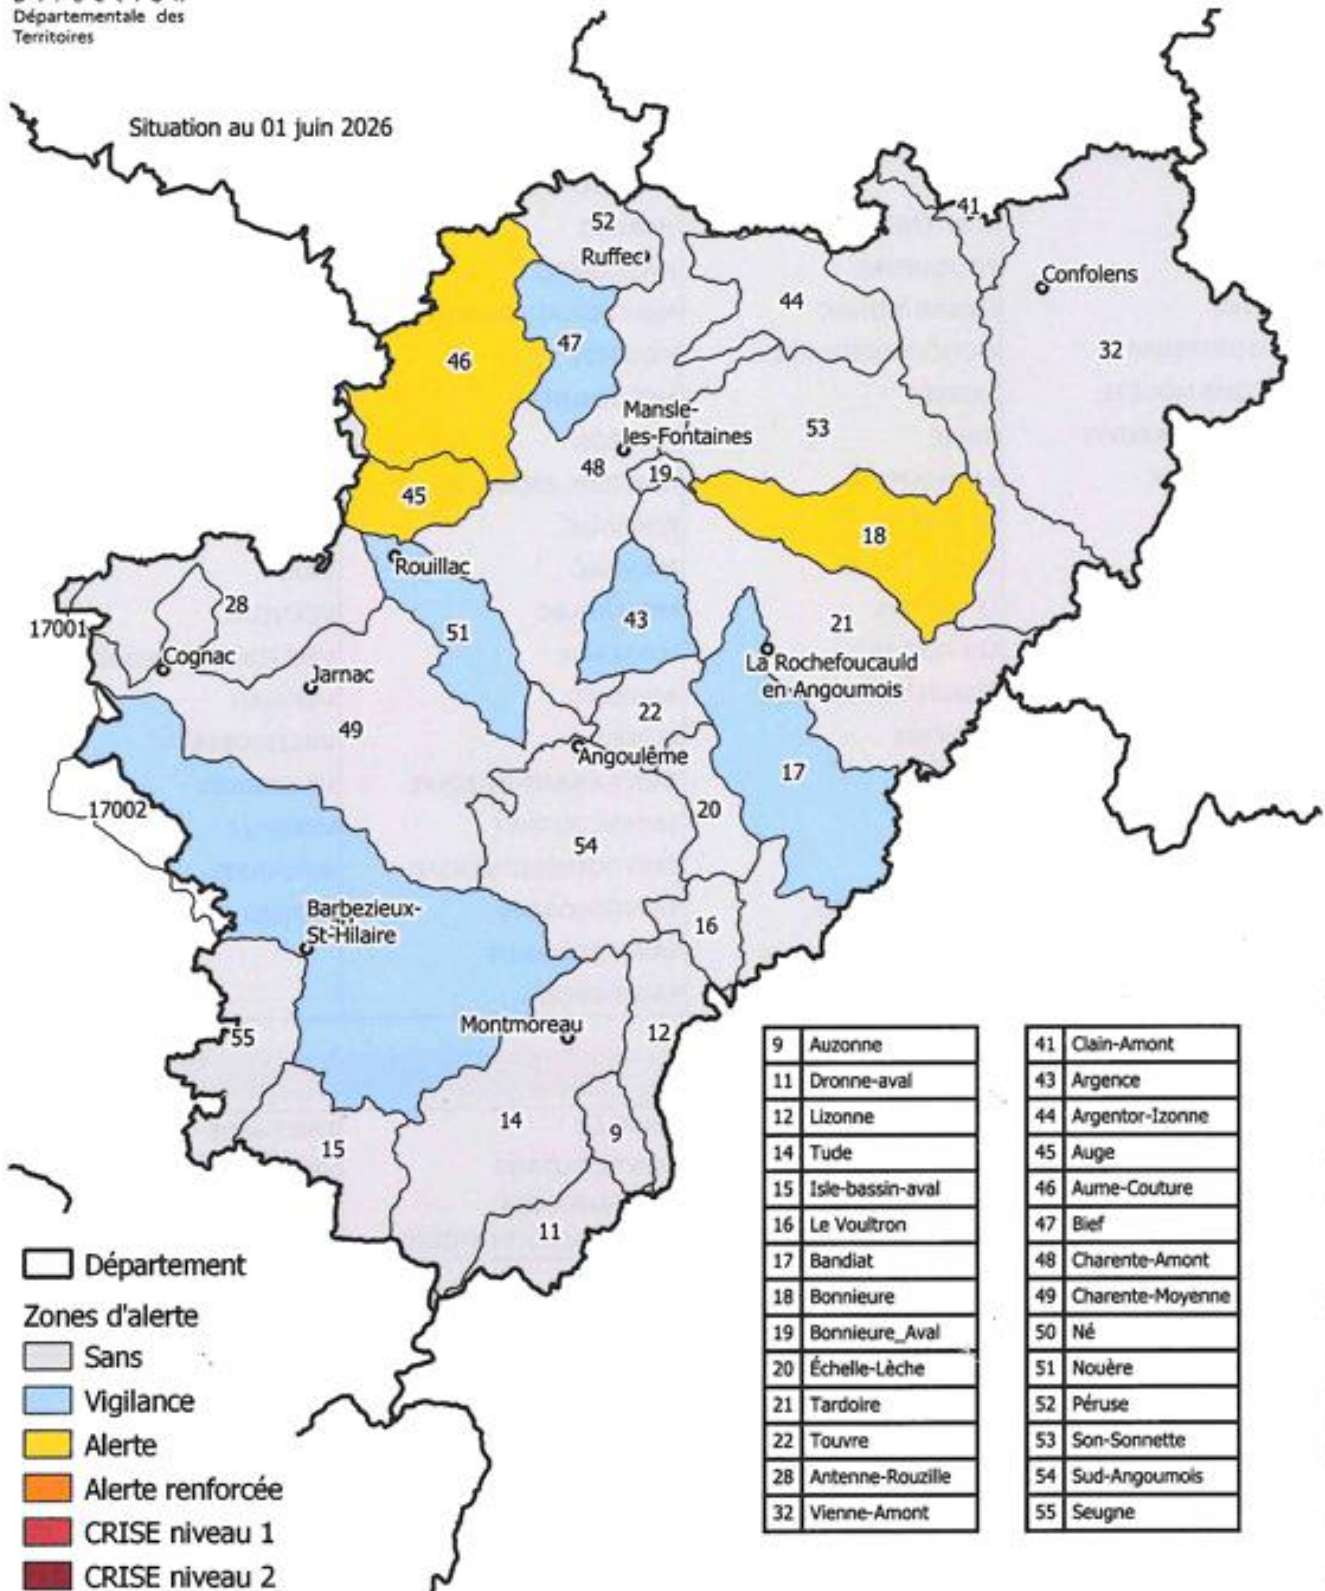 Départementale des
Territoires
Situation au 01 juin 2026
52
Ruffec
41
Confolens
44
32
47
46
Mansle-
les-Fontaines
53
48
19
45
18
Rouillac
28
17001
51
43
21
Cognac
La Rochefoucauld
en Angoumois
Jarnac
22
49
Angoulême
17
17002
20
54
Barbezieux-
St-Hilaire
16
Montmoreau
12
55
14
9
15
11
9 Auzonne
11 Dronne-aval
12 Lizonne
14 Tude
15 Isle-bassin-aval
16 Le Voultron
17 Bandiat
18 Bonnieure
19 Bonnieure_Aval
20 Échelle-Lèche
21 Tardoire
22 Touvre
28 Antenne-Rouzille
32 Vienne-Amont
41 Clain-Amont
43 Argence
44 Argentor-Izonne
45 Auge
46 Aume-Couture
47 Bief
48 Charente-Amont
49 Charente-Moyenne
50 Né
51 Nouère
52 Péruse
53 Son-Sonnette
54 Sud-Angoumois
55 Seugne
Département
Zones d'alerte
Sans
Vigilance
Alerte
Alerte renforcée
CRISE niveau 1
CRISE niveau 2